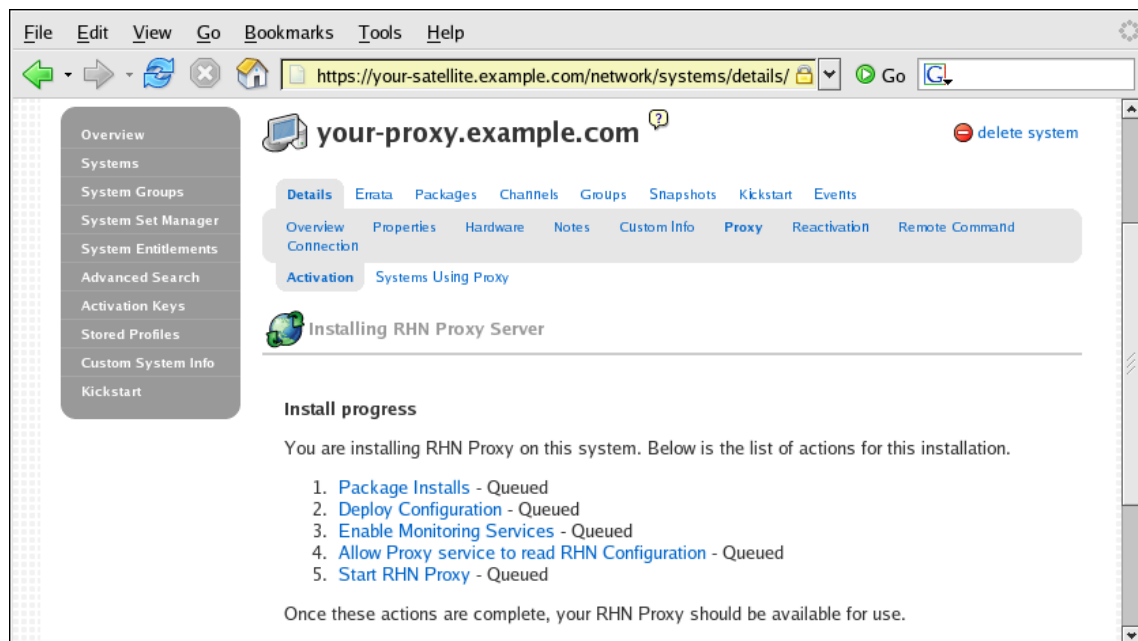 File Edit View Go Bookmarks Tools Help
https://your-satellite.example.com/network/systems/details/ Go G
Overview
Systems
System Groups
System Set Manager
System Entitlements
Advanced Search
Activation Keys
Stored Profiles
Custom System Info
Kickstart
your-proxy.example.com ?
delete system
Details Errata Packages Channels Groups Snapshots Kickstart Events
Overview Properties Hardware Notes Custom Info Proxy Reactivation Remote Command
Connection
Activation Systems Using Proxy
Installing RHN Proxy Server
Install progress
You are installing RHN Proxy on this system. Below is the list of actions for this installation.
1. Package Installs - Queued
2. Deploy Configuration - Queued
3. Enable Monitoring Services - Queued
4. Allow Proxy service to read RHN Configuration - Queued
5. Start RHN Proxy - Queued
Once these actions are complete, your RHN Proxy should be available for use.